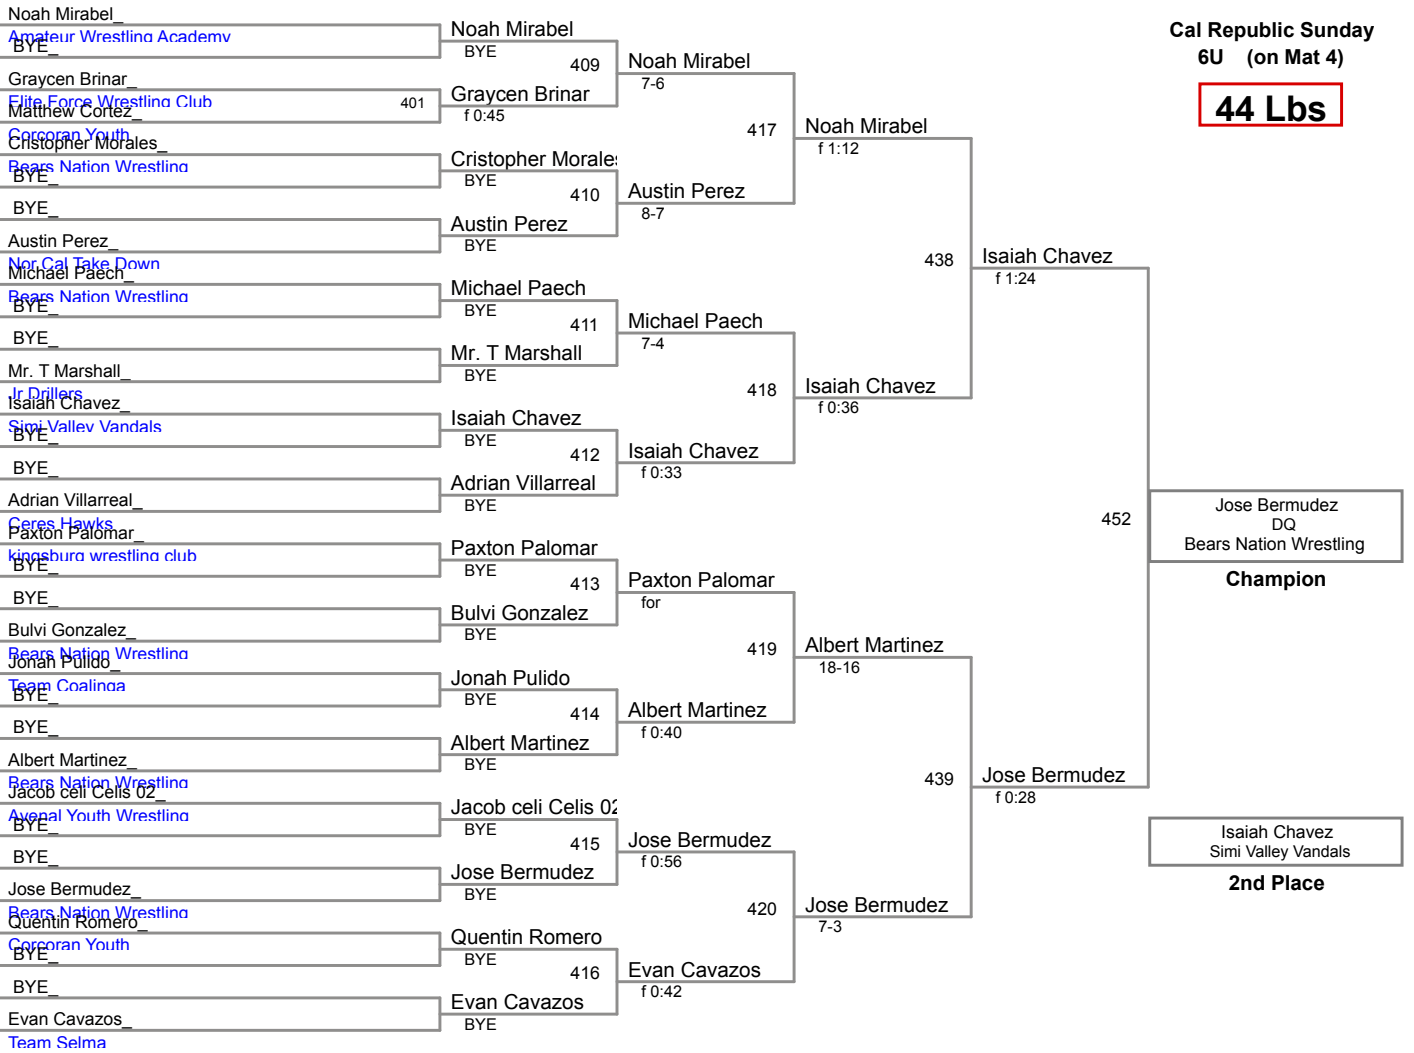 Noah Mirabel_
Amateur Wrestling Academy
BYE_
Graycen Brinar_
Elite Force Wrestling Club
Matthew Cortez_
Corcoran Youth
Cristopher Morales_
Bears Nation Wrestling
BYE_
BYE_
Austin Perez_
Nor Cal Take Down
Michael Paech_
Bears Nation Wrestling
BYE_
BYE_
Mr. T Marshall_
Jr Drillers
Isaiah Chavez_
Simi Valley Vandals
BYE_
BYE_
Adrian Villarreal_
Ceres Hawks
Paxton Palomar_
kingsburg wrestling club
BYE_
BYE_
Bulvi Gonzalez_
Bears Nation Wrestling
Jonah Pulido_
Team Coalinga
BYE_
BYE_
Albert Martinez_
Bears Nation Wrestling
Jacob celi Celis 02_
Avenal Youth Wrestling
BYE_
BYE_
Jose Bermudez_
Bears Nation Wrestling
Quentin Romero_
Corcoran Youth
BYE_
BYE_
Evan Cavazos_
Team Selma
401
Noah Mirabel
BYE
409
Graycen Brinar
f 0:45
Cristopher Morales
BYE
410
Austin Perez
BYE
Michael Paech
BYE
411
Mr. T Marshall
BYE
Isaiah Chavez
BYE
412
Adrian Villarreal
BYE
Paxton Palomar
BYE
413
Bulvi Gonzalez
BYE
Jonah Pulido
BYE
414
Albert Martinez
BYE
Jacob celi Celis 02
BYE
415
Jose Bermudez
BYE
Quentin Romero
BYE
416
Evan Cavazos
BYE
Noah Mirabel
7-6
417
Austin Perez
8-7
Michael Paech
7-4
418
Isaiah Chavez
f 0:33
Paxton Palomar
for
419
Albert Martinez
f 0:40
Jose Bermudez
f 0:56
420
Evan Cavazos
f 0:42
Noah Mirabel
f 1:12
438
Isaiah Chavez
f 0:36
Albert Martinez
18-16
439
Jose Bermudez
7-3
Isaiah Chavez
f 1:24
452
Jose Bermudez
f 0:28
Cal Republic Sunday
6U (on Mat 4)
44 Lbs
Jose Bermudez
DQ
Bears Nation Wrestling
Champion
Isaiah Chavez
Simi Valley Vandals
2nd Place